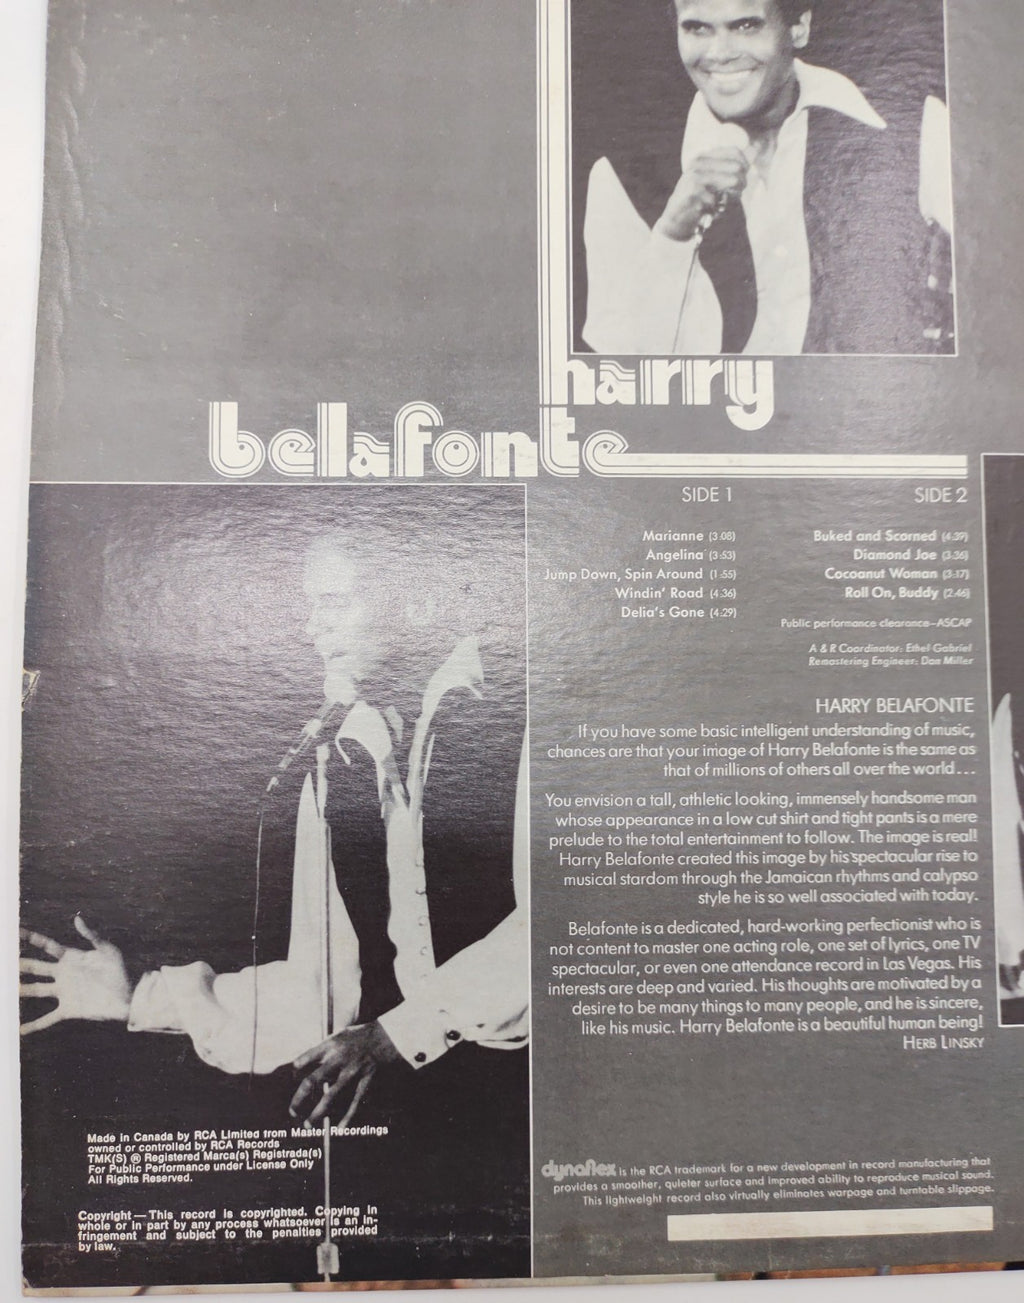 harry
belafonte
SIDE 1
Marianne (3:08)
Angelina (3:53)
Jump Down, Spin Around (1:55)
Windin' Road (4:36)
Delia's Gone (4:29)
SIDE 2
Buked and Scorned (4:39)
Diamond Joe (3:36)
Cocoanut Woman (3:17)
Roll On, Buddy (2:46)
Public performance clearance–ASCAP
A & R Coordinator: Ethel Gabriel
Remastering Engineer: Don Miller
HARRY BELAFONTE
If you have some basic intelligent understanding of music,
chances are that your image of Harry Belafonte is the same as
that of millions of others all over the world...
You envision a tall, athletic looking, immensely handsome man
whose appearance in a low cut shirt and tight pants is a mere
prelude to the total entertainment to follow. The image is real!
Harry Belafonte created this image by his spectacular rise to
musical stardom through the Jamaican rhythms and calypso
style he is so well associated with today.
Belafonte is a dedicated, hard-working perfectionist who is
not content to master one acting role, one set of lyrics, one TV
spectacular, or even one attendance record in Las Vegas. His
interests are deep and varied. His thoughts are motivated by a
desire to be many things to many people, and he is sincere,
like his music. Harry Belafonte is a beautiful human being!
HERB LINSKY
Made in Canada by RCA Limited from Master Recordings
owned or controlled by RCA Records
TMK(S) ® Registered Marca(s) Registrada(s)
For Public Performance under License Only
All Rights Reserved.
Copyright — This record is copyrighted. Copying in
whole or in part by any process whatsoever is an in-
fringement and subject to the penalties provided
by law.
dynaflex is the RCA trademark for a new development in record manufacturing that
provides a smoother, quieter surface and improved ability to reproduce musical sound.
This lightweight record also virtually eliminates warpage and turntable slippage.